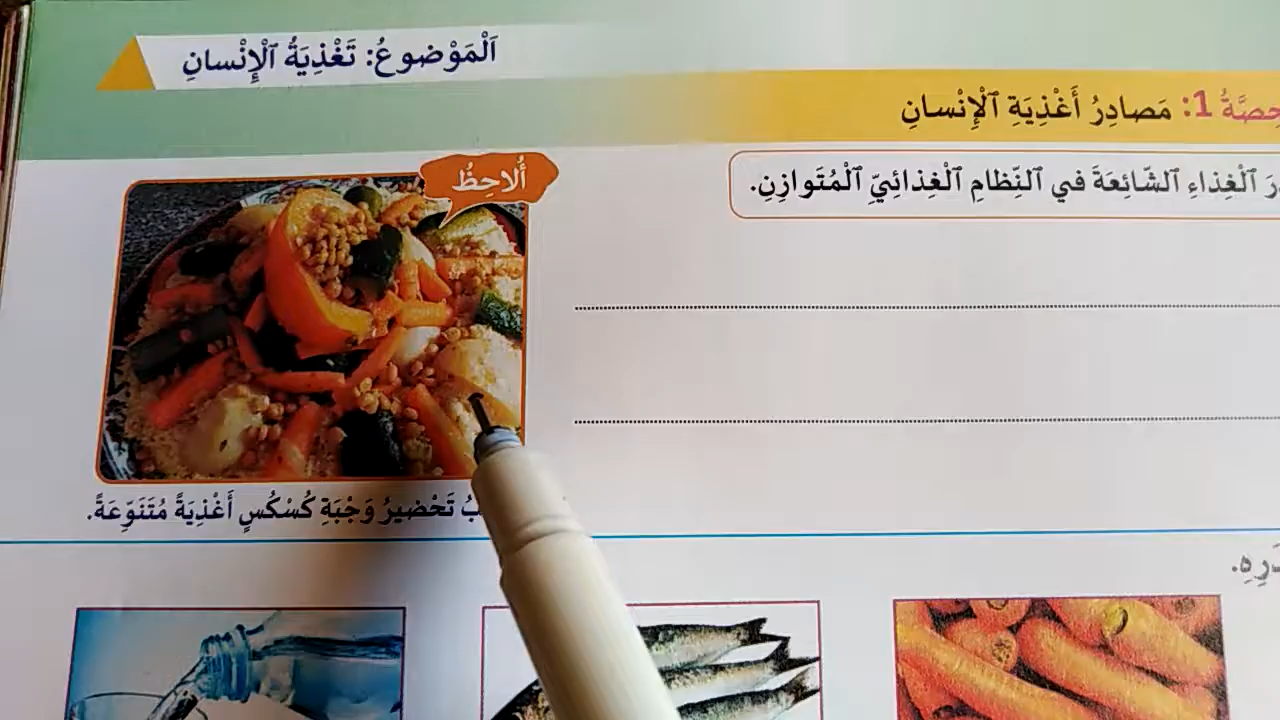 اَلْمَوْضوعُ: تَغْذِيَةُ ٱلْإِنْسانِ
حِصَّةُ 1: مَصادِرُ أَغْذِيَةِ ٱلْإِنْسانِ
ٱلْغِذاءِ ٱلشّائِعَةَ في ٱلنِّظامِ ٱلْغِذائِيِّ ٱلْمُتَوازِنِ.
أُلاحِظُ
تَحْضيرُ وَجْبَةِ كُسْكُسٍ أَغْذِيَةً مُتَنَوِّعَةً.